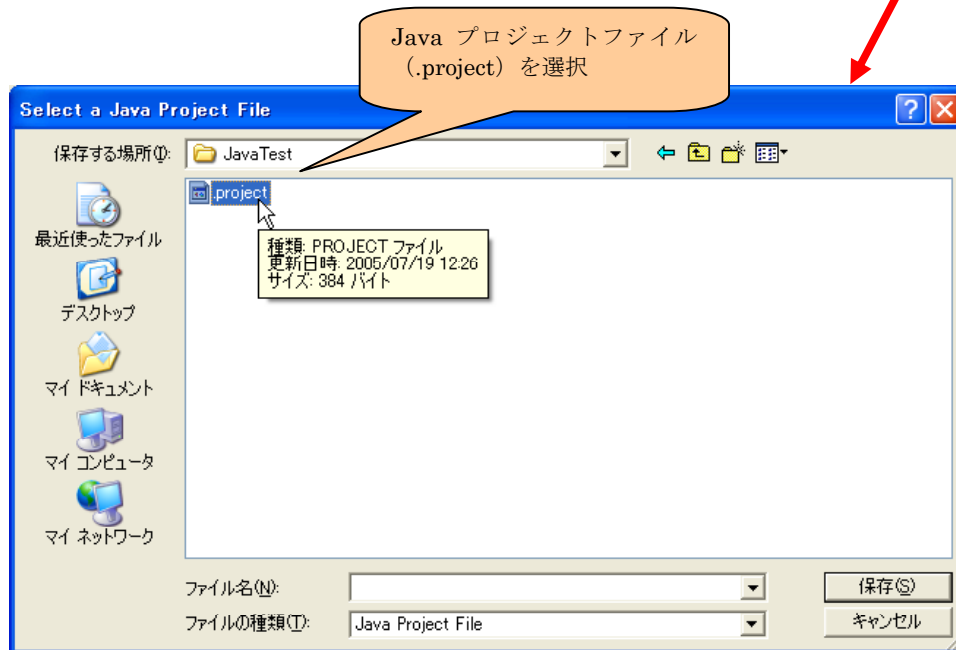 Java プロジェクトファイル
（.project）を選択
Select a Java Project File
保存する場所(I):
JavaTest
.project
種類: PROJECT ファイル
更新日時: 2005/07/19 12:26
サイズ: 384 バイト
最近使ったファイル
デスクトップ
マイ ドキュメント
マイ コンピュータ
マイ ネットワーク
ファイル名(N):
保存(S)
ファイルの種類(T):
Java Project File
キャンセル